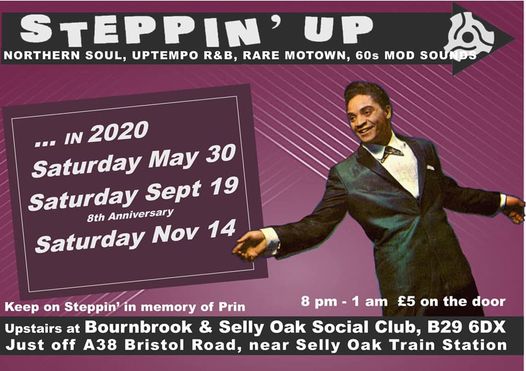 STEPPIN' UP
NORTHERN SOUL, UPTEMPO R&B, RARE MOTOWN, 60s MOD SOUNDS
... IN 2020
Saturday May 30
Saturday Sept 19
8th Anniversary
Saturday Nov 14
Keep on Steppin' in memory of Prin
8 pm - 1 am £5 on the door
Upstairs at Bournbrook & Selly Oak Social Club, B29 6DX
Just off A38 Bristol Road, near Selly Oak Train Station